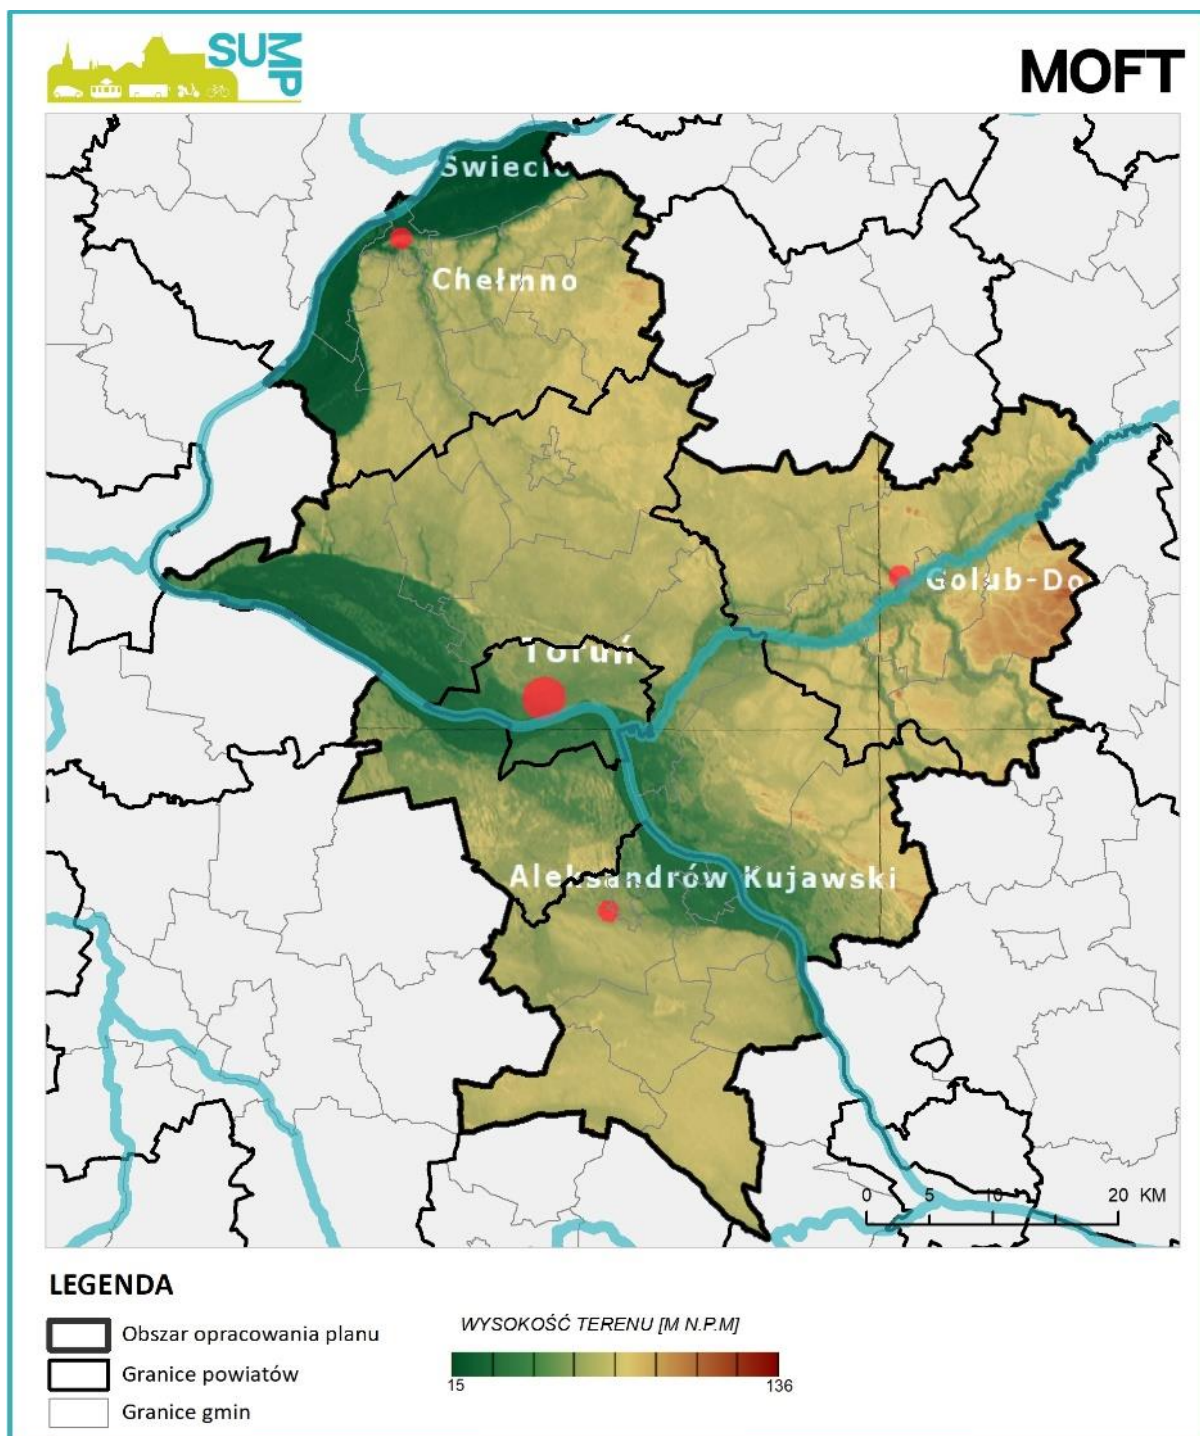 SUMP
MOFT
Świecie
Chełmno
Golub-Do
Toruń
Aleksandrów Kujawski
0 5 10 20 KM
LEGENDA
Obszar opracowania planu
Granice powiatów
Granice gmin
WYSOKOŚĆ TERENU [M N.P.M]
15 136